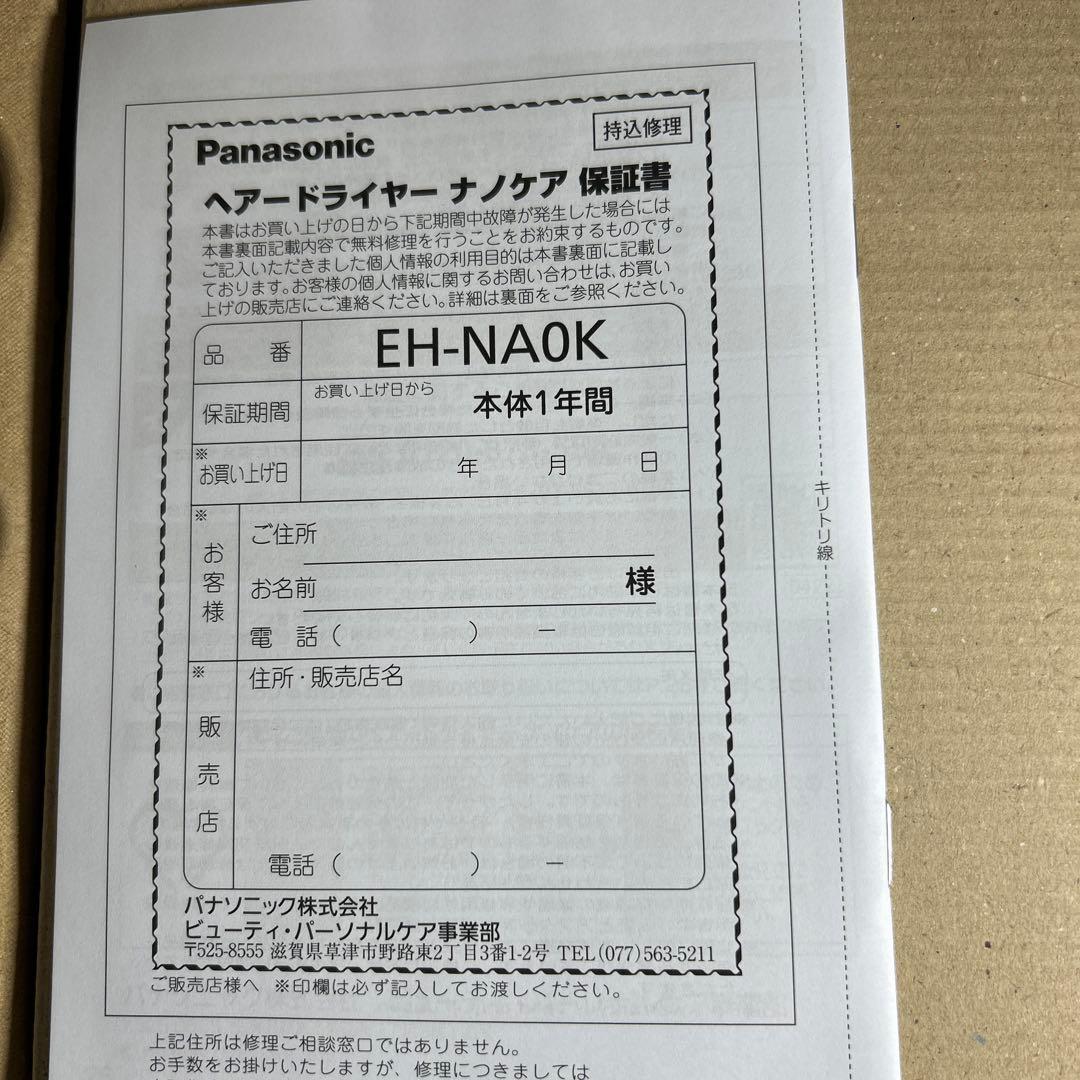 持込修理
Panasonic
ヘアードライヤー ナノケア 保証書
本書はお買い上げの日から下記期間中故障が発生した場合には
本書裏面記載内容で無料修理を行うことをお約束するものです。
ご記入いただきました個人情報の利用目的は本書裏面に記載し
ております。お客様の個人情報に関するお問い合わせは、お買い
上げの販売店にご連絡ください。詳細は裏面をご参照ください。
品番 EH-NA0K
保証期間 お買い上げ日から 本体1年間
※
お買い上げ日 年 月 日
※
お客様
ご住所
お名前 様
電話( ) ー
※
販売店
住所・販売店名
電話( ) ー
パナソニック株式会社
ビューティ・パーソナルケア事業部
〒525-8555 滋賀県草津市野路東2丁目3番1-2号 TEL(077)563-5211
ご販売店様へ ※印欄は必ず記入してお渡しください。
上記住所は修理ご相談窓口ではありません。
お手数をお掛けいたしますが、修理につきましては
キリトリ線